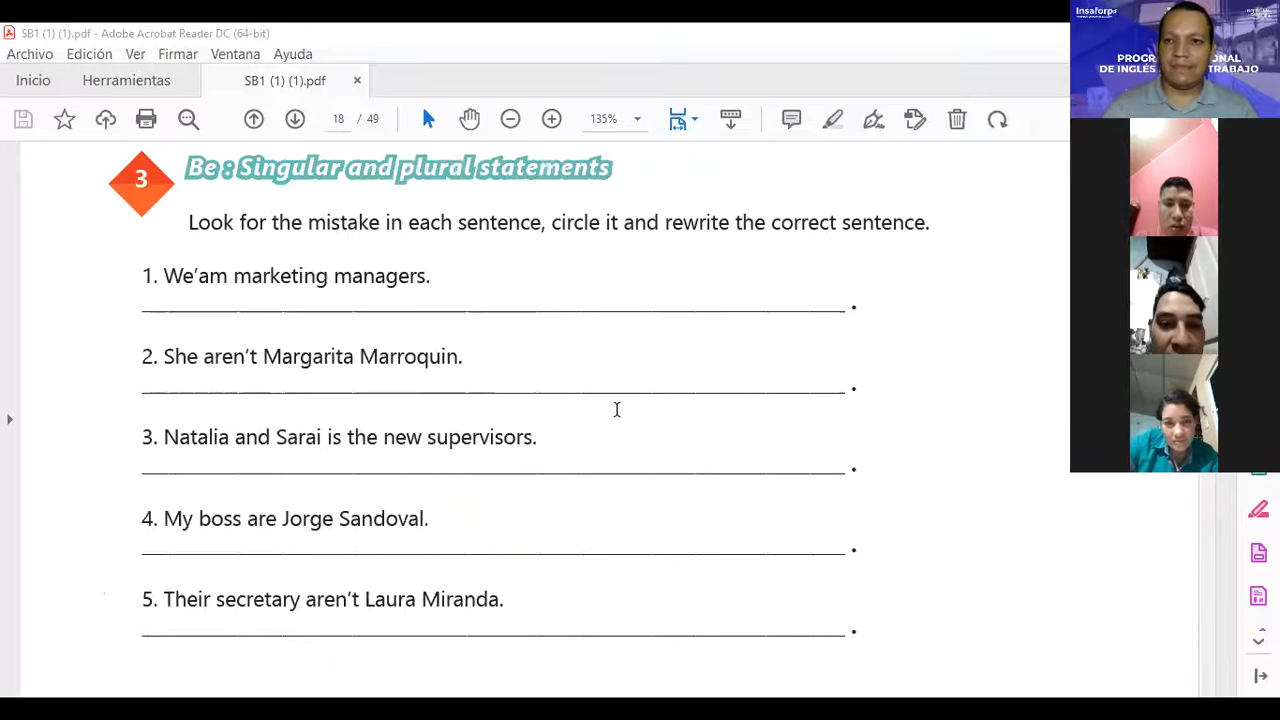 SB1 (1) (1).pdf - Adobe Acrobat Reader DC (64-bit)
Archivo Edición Ver Firmar Ventana Ayuda
Inicio Herramientas SB1 (1) (1).pdf ×
18 / 49 135%
3 Be : Singular and plural statements
Look for the mistake in each sentence, circle it and rewrite the correct sentence.
1. We’am marketing managers.
.
2. She aren’t Margarita Marroquin.
.
3. Natalia and Sarai is the new supervisors.
.
4. My boss are Jorge Sandoval.
.
5. Their secretary aren’t Laura Miranda.
.
Insaforp
DE INGLÉS TRABAJO